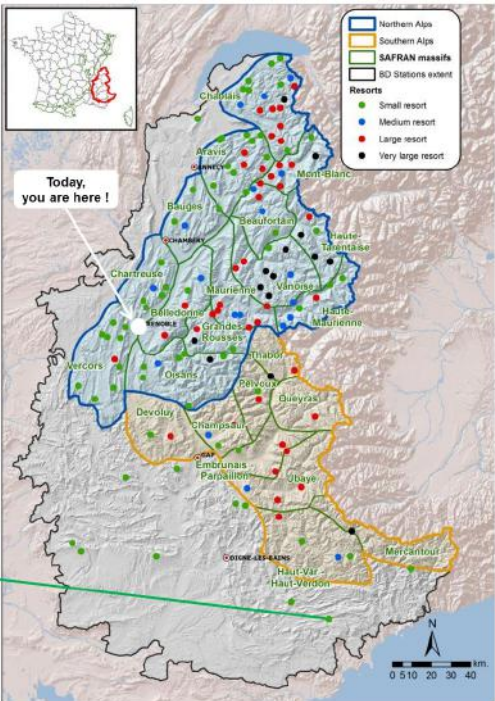 Northern Alps
Southern Alps
SAFRAN massifs
BD Stations extent
Resorts
Small resort
Medium resort
Large resort
Very large resort
Chablais
Aravis
ANNECY
Mont-Blanc
Today,
you are here !
Bauges
Beaufortain
Haute-
Tarentaise
CHAMBERY
Chartreuse
Maurienne
Vanoise
Belledonne
Haute-
Maurienne
GRENOBLE
Grandes
Rousses
Thabor
Vercors
Oisans
Pelvoux
Queyras
Devoluy
Champsaur
GAP
Embrunais
Parpaillon
Ubaye
DIGNE-LES-BAINS
Mercantour
Haut-Var
Haut-Verdon
N
km.
0 5 10 20 30 40